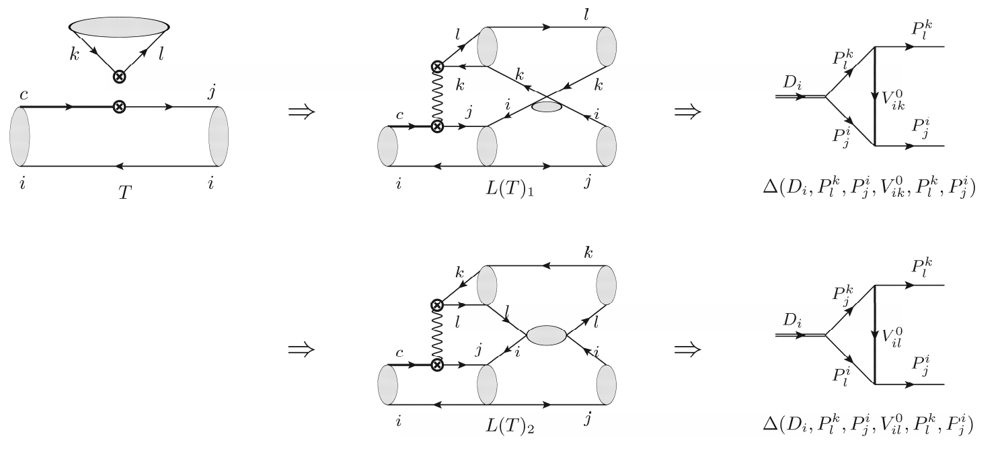 k l
c j
i T i
⇒
l l
k k k
c j i i
i L(T)₁ j
⇒
P_l^k
P_l^k
D_i V_{ik}^0
P_j^i P_j^i
Δ(D_i, P_l^k, P_j^i, V_{ik}^0, P_l^k, P_j^i)
⇒
k k
l l l
c j i i
i L(T)₂ j
⇒
P_l^k
P_j^k
D_i V_{il}^0
P_l^i P_j^i
Δ(D_i, P_l^k, P_j^i, V_{il}^0, P_l^k, P_j^i)